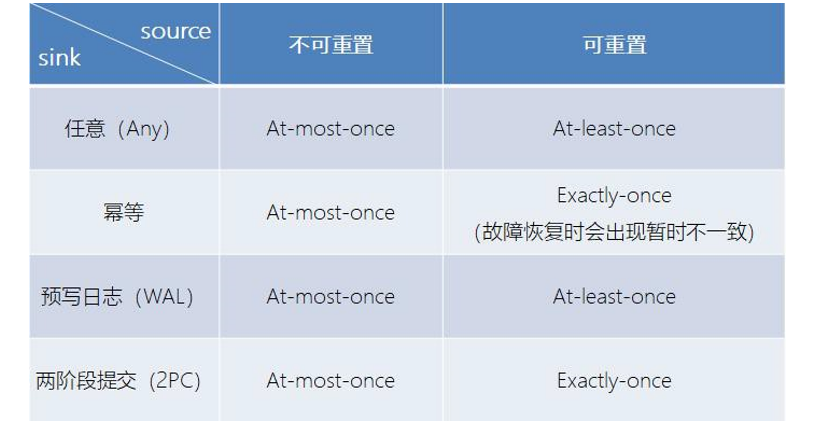 source
sink
不可重置
可重置
任意（Any）
At-most-once
At-least-once
幂等
At-most-once
Exactly-once
（故障恢复时会出现暂时不一致）
预写日志（WAL）
At-most-once
At-least-once
两阶段提交（2PC）
At-most-once
Exactly-once